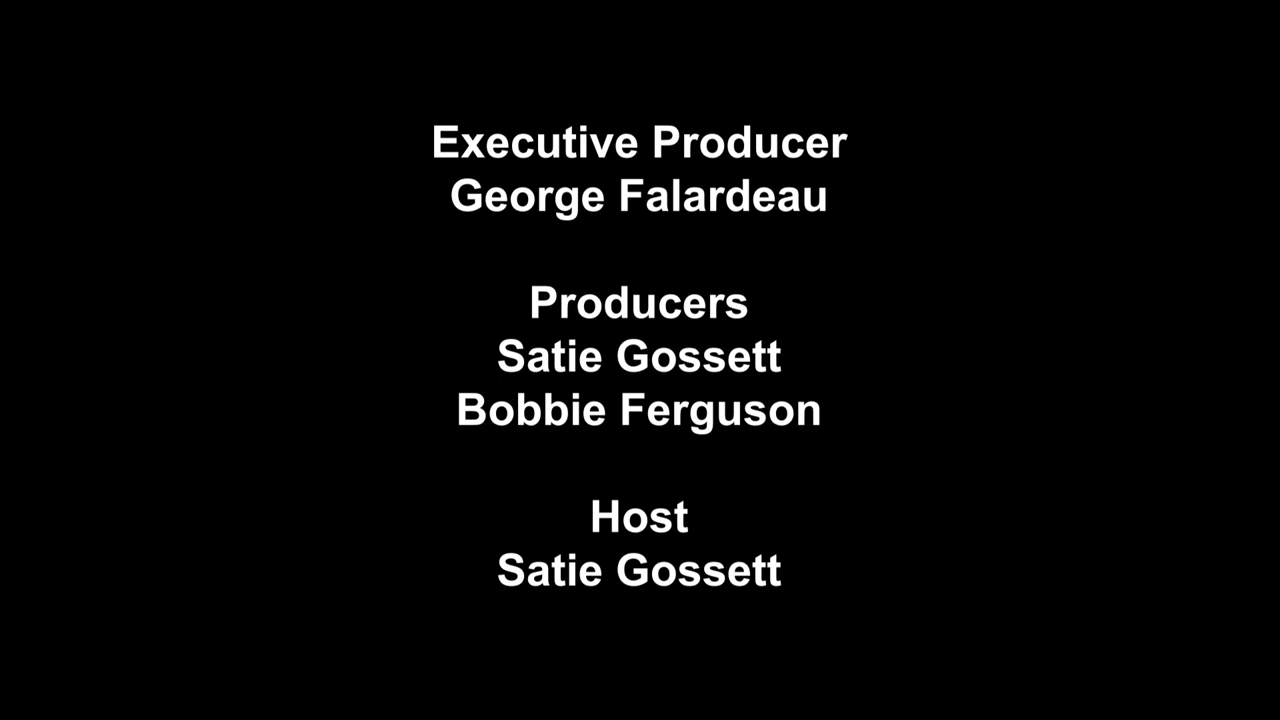 Executive Producer
George Falardeau
Producers
Satie Gossett
Bobbie Ferguson
Host
Satie Gossett